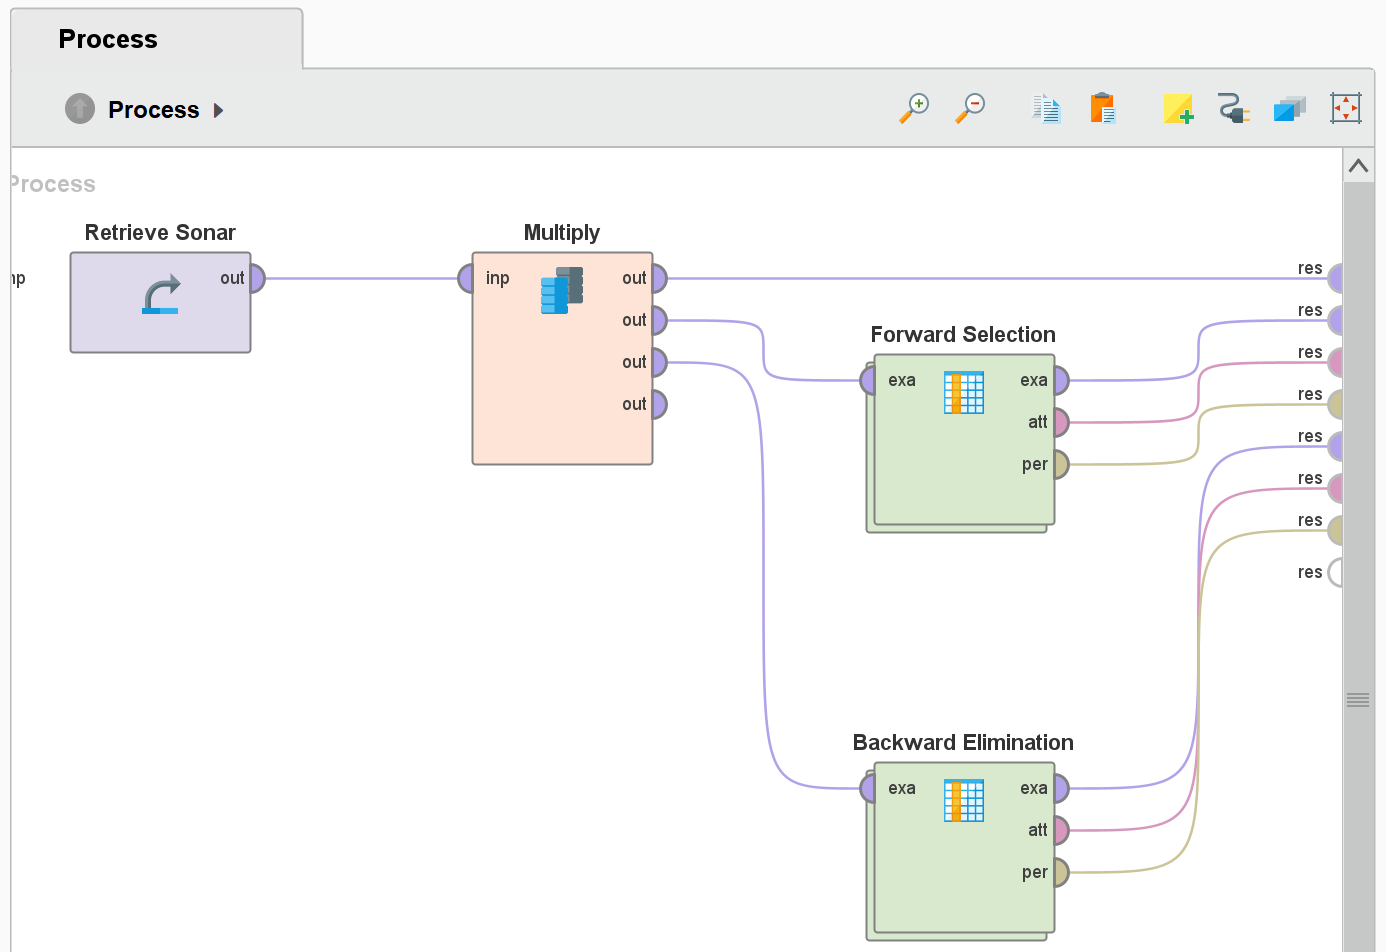 Process
Process
Process
Retrieve Sonar
Multiply
inp
out
inp
out
res
out
res
Forward Selection
out
res
exa
exa
out
res
att
res
per
res
res
res
Backward Elimination
exa
exa
att
per